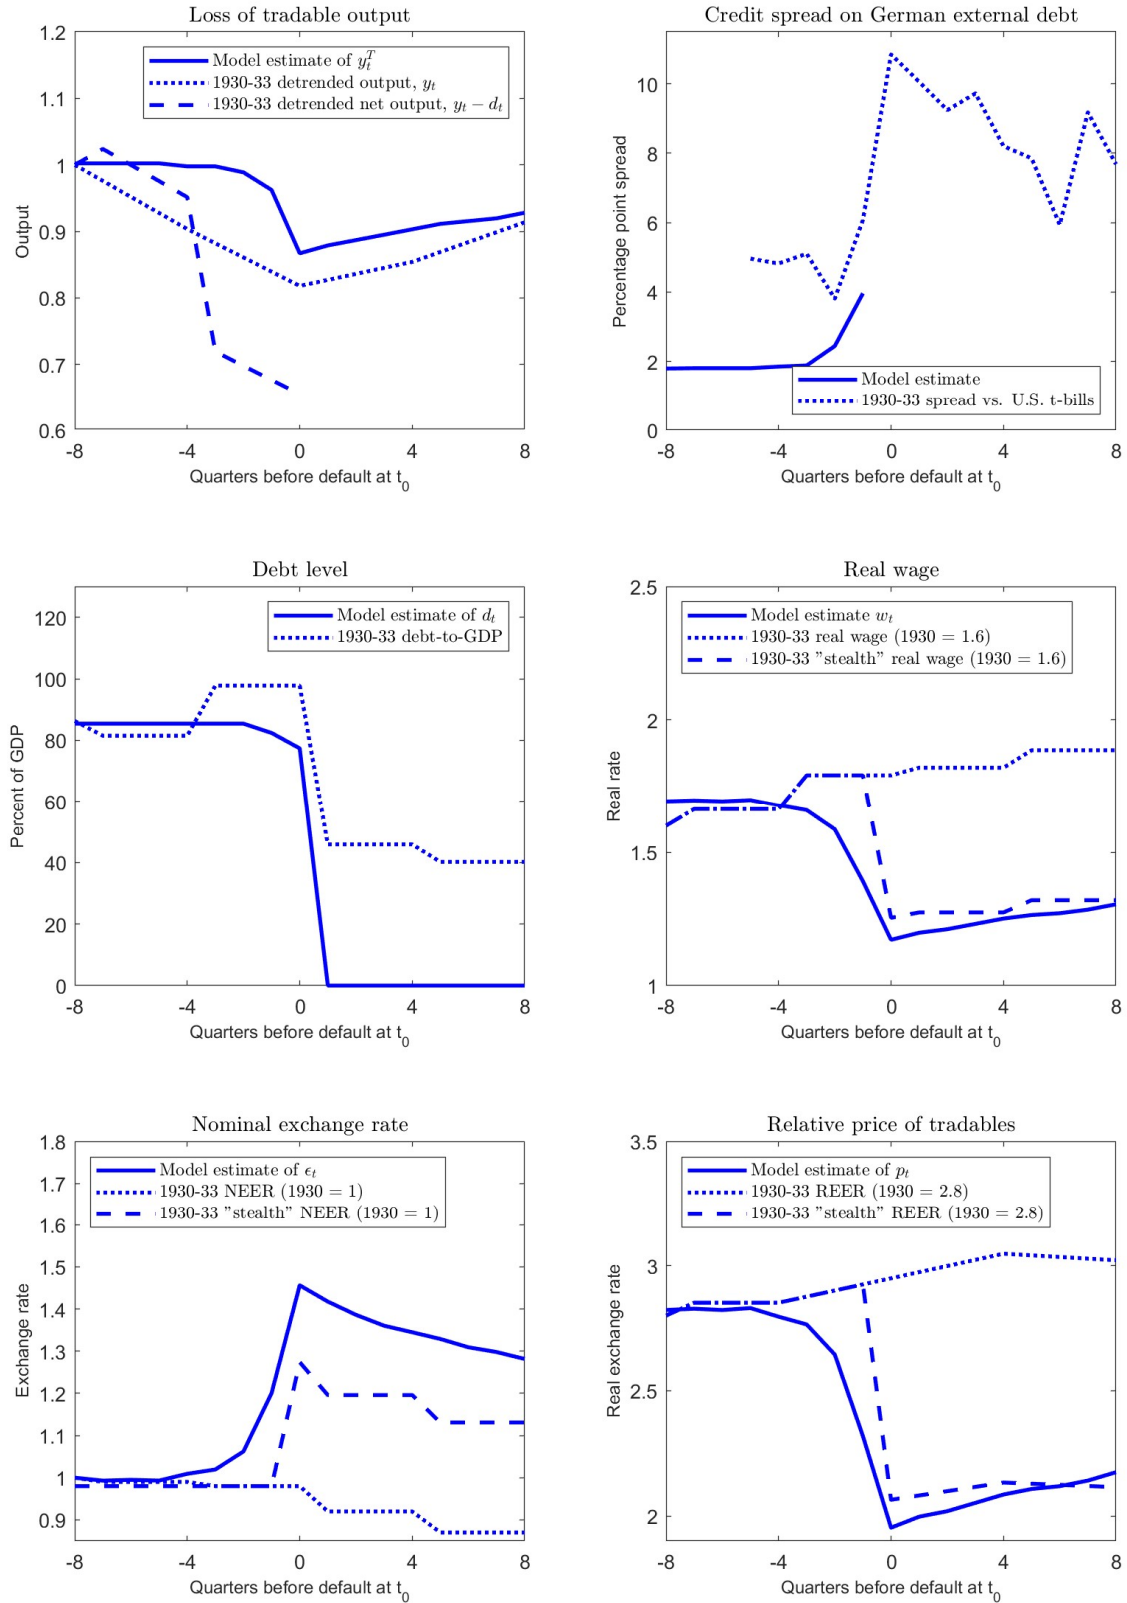 Loss of tradable output
1.2
1.1
1
0.9
0.8
0.7
0.6
Output
Model estimate of y_t^T
1930-33 detrended output, y_t
1930-33 detrended net output, y_t − d_t
-8
-4
0
4
8
Quarters before default at t_0
Credit spread on German external debt
10
8
6
4
2
0
Percentage point spread
Model estimate
1930-33 spread vs. U.S. t-bills
-8
-4
0
4
8
Quarters before default at t_0
Debt level
120
100
80
60
40
20
0
Percent of GDP
Model estimate of d_t
1930-33 debt-to-GDP
-8
-4
0
4
8
Quarters before default at t_0
Real wage
2.5
2
1.5
1
Real rate
Model estimate w_t
1930-33 real wage (1930 = 1.6)
1930-33 "stealth" real wage (1930 = 1.6)
-8
-4
0
4
8
Quarters before default at t_0
Nominal exchange rate
1.8
1.7
1.6
1.5
1.4
1.3
1.2
1.1
1
0.9
Exchange rate
Model estimate of ϵ_t
1930-33 NEER (1930 = 1)
1930-33 "stealth" NEER (1930 = 1)
-8
-4
0
4
8
Quarters before default at t_0
Relative price of tradables
3.5
3
2.5
2
Real exchange rate
Model estimate of p_t
1930-33 REER (1930 = 2.8)
1930-33 "stealth" REER (1930 = 2.8)
-8
-4
0
4
8
Quarters before default at t_0